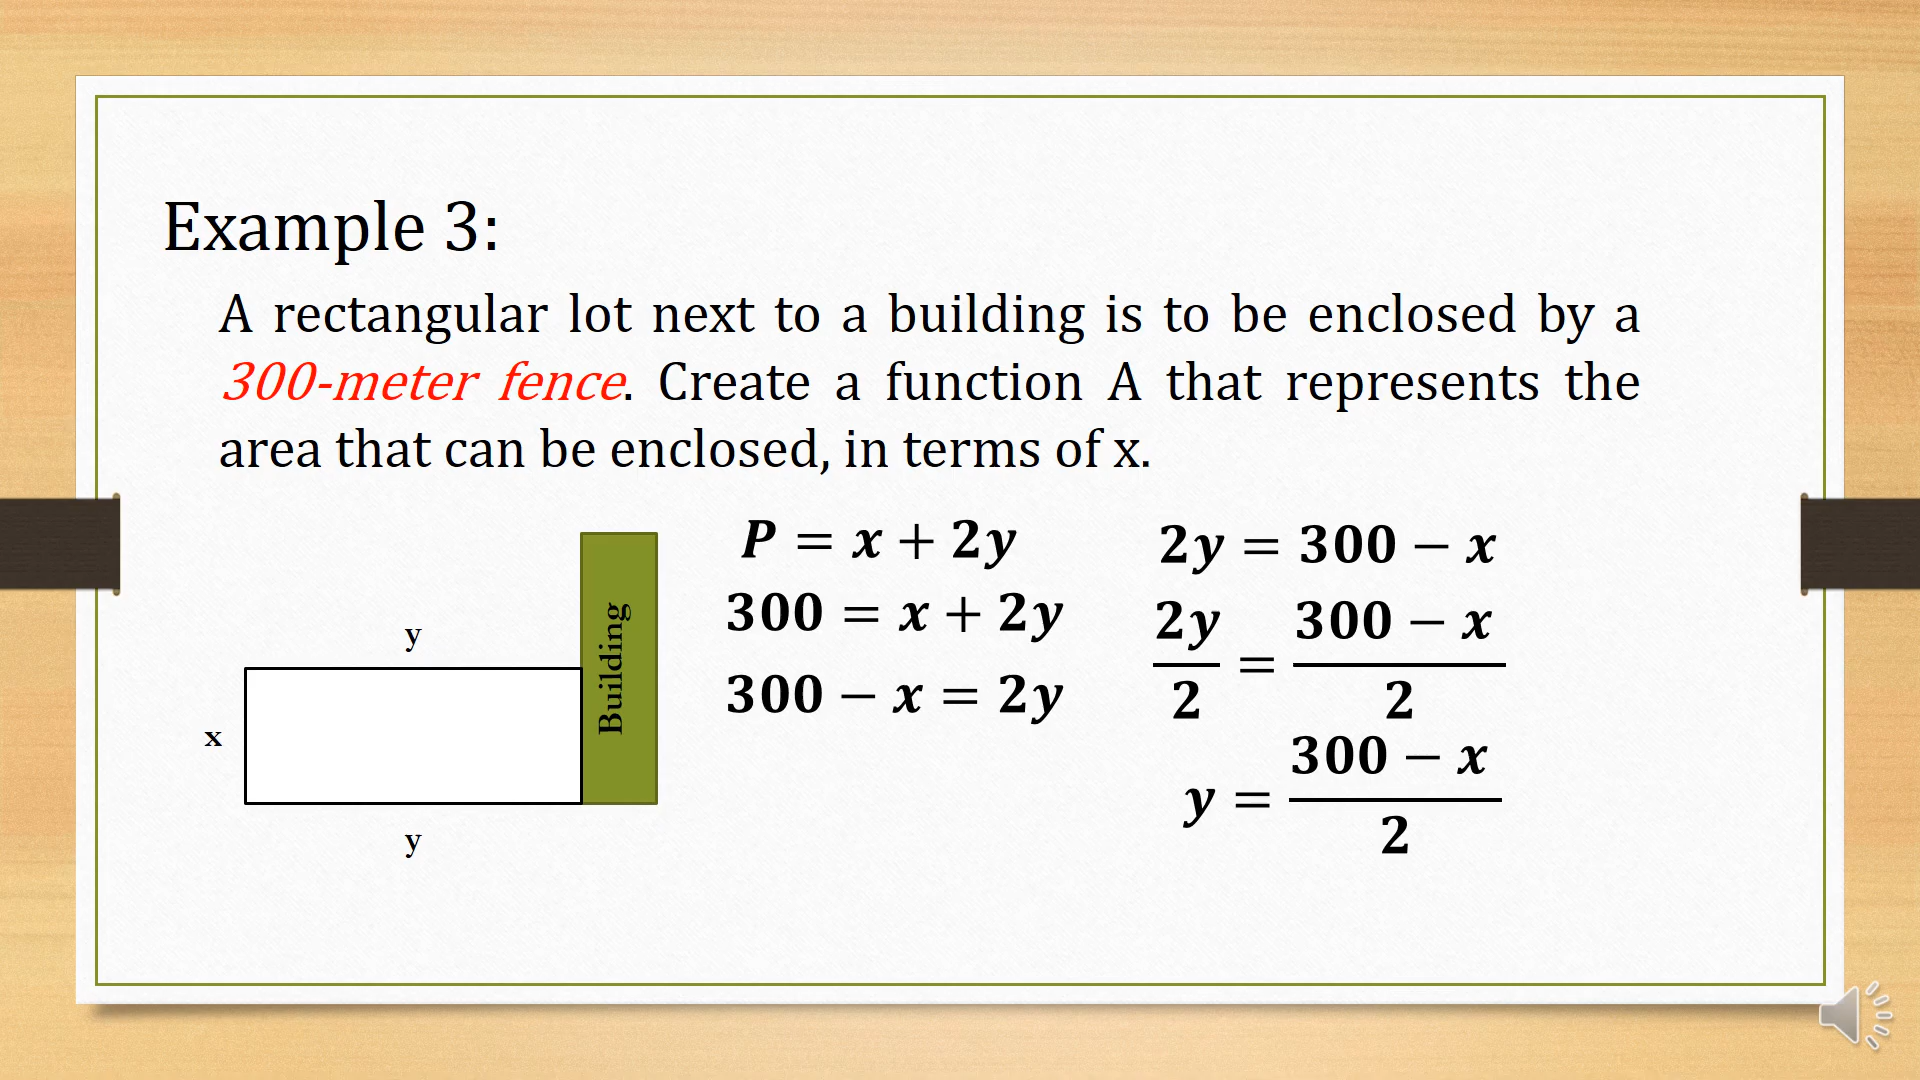 Example 3:
A rectangular lot next to a building is to be enclosed by a
300-meter fence. Create a function A that represents the
area that can be enclosed, in terms of x.
y
x
y
Building
P = x + 2y
300 = x + 2y
300 − x = 2y
2y = 300 − x
2y/2 = 300 − x/2
y = 300 − x/2